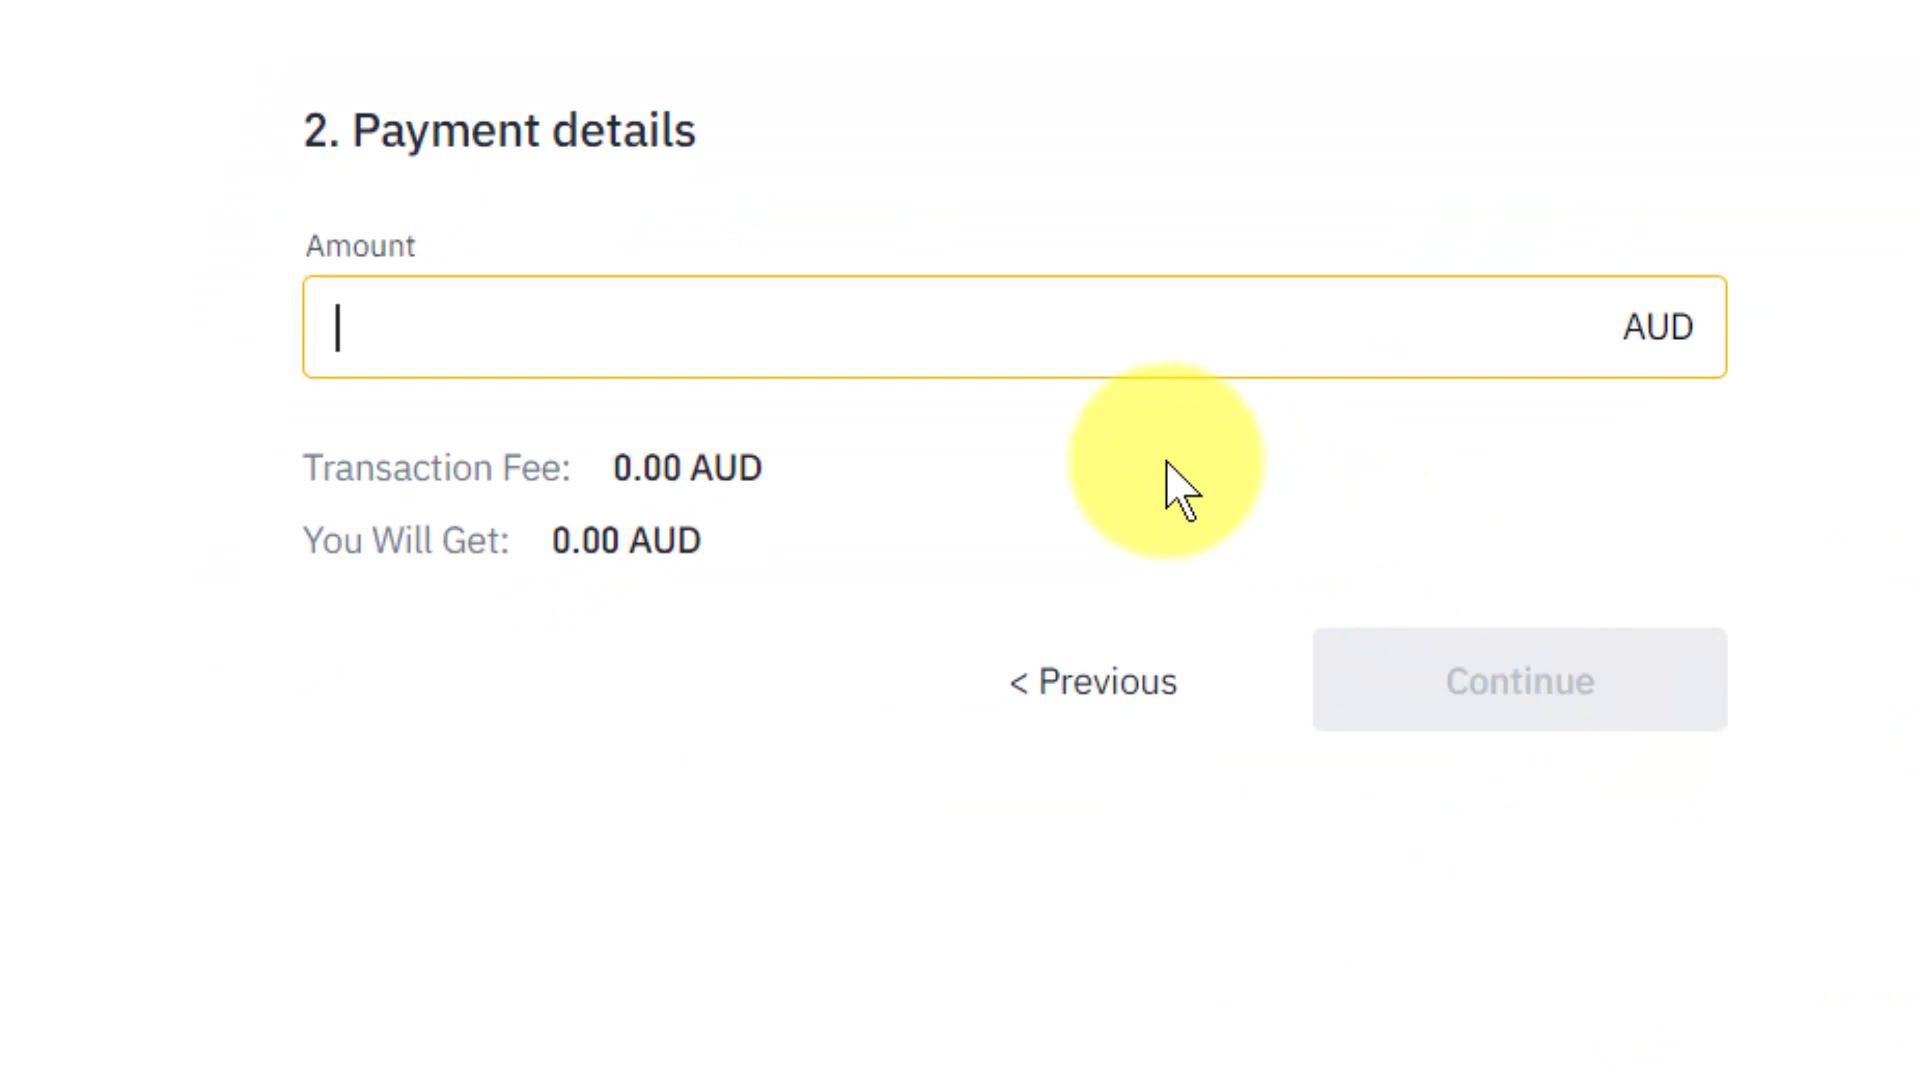 2. Payment details
Amount
AUD
Transaction Fee: 0.00 AUD
You Will Get: 0.00 AUD
< Previous Continue